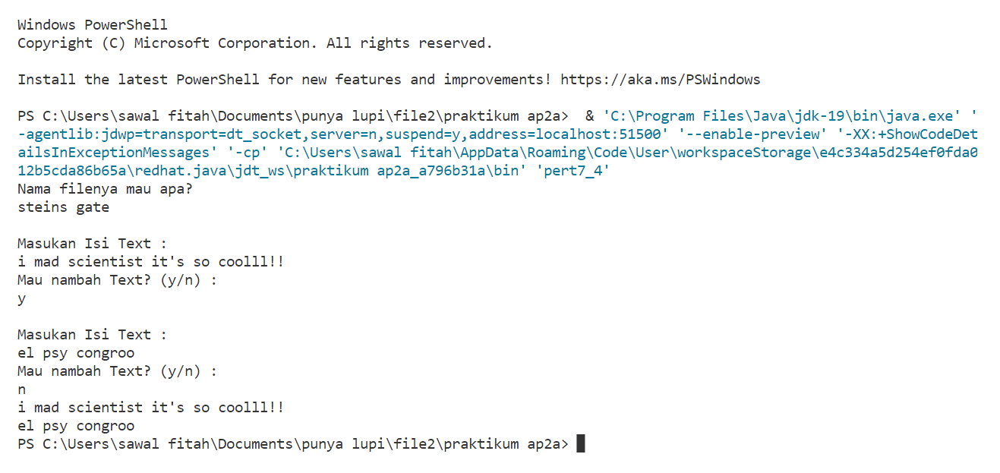 Windows PowerShell
Copyright (C) Microsoft Corporation. All rights reserved.
Install the latest PowerShell for new features and improvements! https://aka.ms/PSWindows
PS C:\Users\sawal fitah\Documents\punya lupi\file2\praktikum ap2a>  & 'C:\Program Files\Java\jdk-19\bin\java.exe' '
-agentlib:jdwp=transport=dt_socket,server=n,suspend=y,address=localhost:51500' '--enable-preview' '-XX:+ShowCodeDet
ailsInExceptionMessages' '-cp' 'C:\Users\sawal fitah\AppData\Roaming\Code\User\workspaceStorage\e4c334a5d254ef0fda0
12b5cda86b65a\redhat.java\jdt_ws\praktikum ap2a_a796b31a\bin' 'pert7_4'
Nama filenya mau apa?
steins gate
Masukan Isi Text :
i mad scientist it's so coolll!!
Mau nambah Text? (y/n) :
y
Masukan Isi Text :
el psy congroo
Mau nambah Text? (y/n) :
n
i mad scientist it's so coolll!!
el psy congroo
PS C:\Users\sawal fitah\Documents\punya lupi\file2\praktikum ap2a>